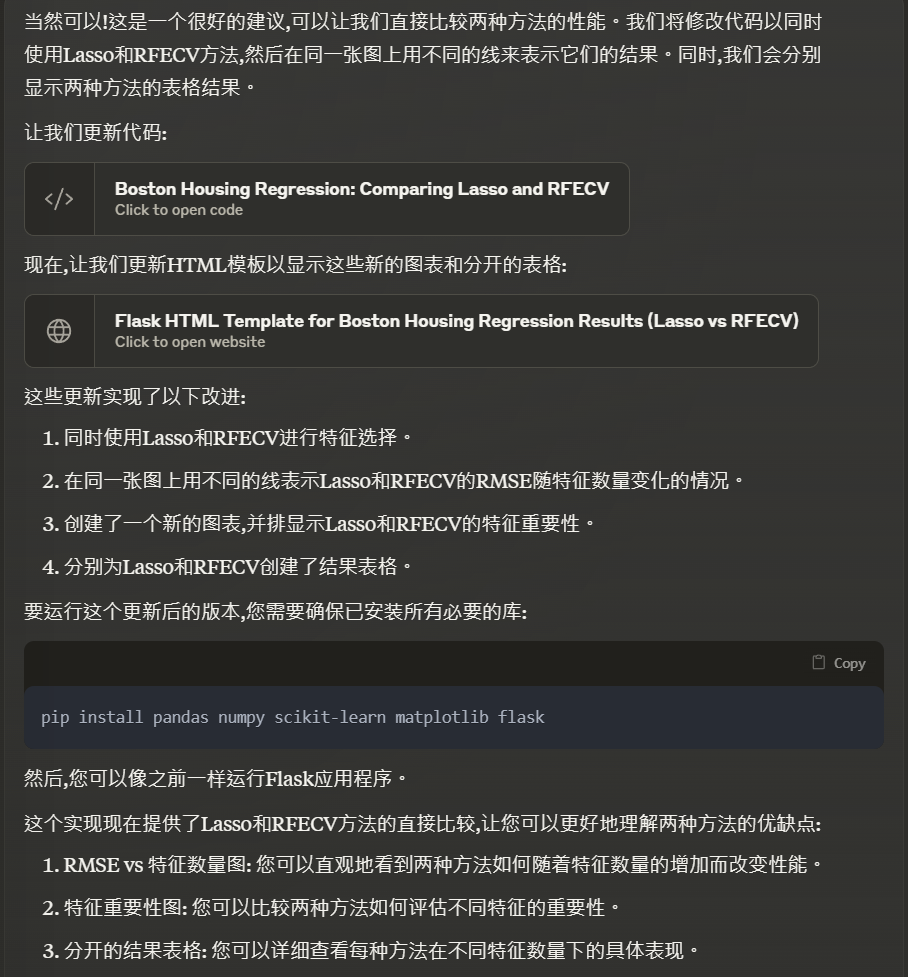 当然可以!这是一个很好的建议,可以让我们直接比较两种方法的性能。我们将修改代码以同时
使用Lasso和RFECV方法,然后在同一张图上用不同的线来表示它们的结果。同时,我们会分别
显示两种方法的表格结果。
让我们更新代码:
Boston Housing Regression: Comparing Lasso and RFECV
Click to open code
现在,让我们更新HTML模板以显示这些新的图表和分开的表格:
Flask HTML Template for Boston Housing Regression Results (Lasso vs RFECV)
Click to open website
这些更新实现了以下改进:
1. 同时使用Lasso和RFECV进行特征选择。
2. 在同一张图上用不同的线表示Lasso和RFECV的RMSE随特征数量变化的情况。
3. 创建了一个新的图表,并排显示Lasso和RFECV的特征重要性。
4. 分别为Lasso和RFECV创建了结果表格。
要运行这个更新后的版本,您需要确保已安装所有必要的库:
Copy
pip install pandas numpy scikit-learn matplotlib flask
然后,您可以像之前一样运行Flask应用程序。
这个实现现在提供了Lasso和RFECV方法的直接比较,让您可以更好地理解两种方法的优缺点:
1. RMSE vs 特征数量图: 您可以直观地看到两种方法如何随着特征数量的增加而改变性能。
2. 特征重要性图: 您可以比较两种方法如何评估不同特征的重要性。
3. 分开的结果表格: 您可以详细查看每种方法在不同特征数量下的具体表现。